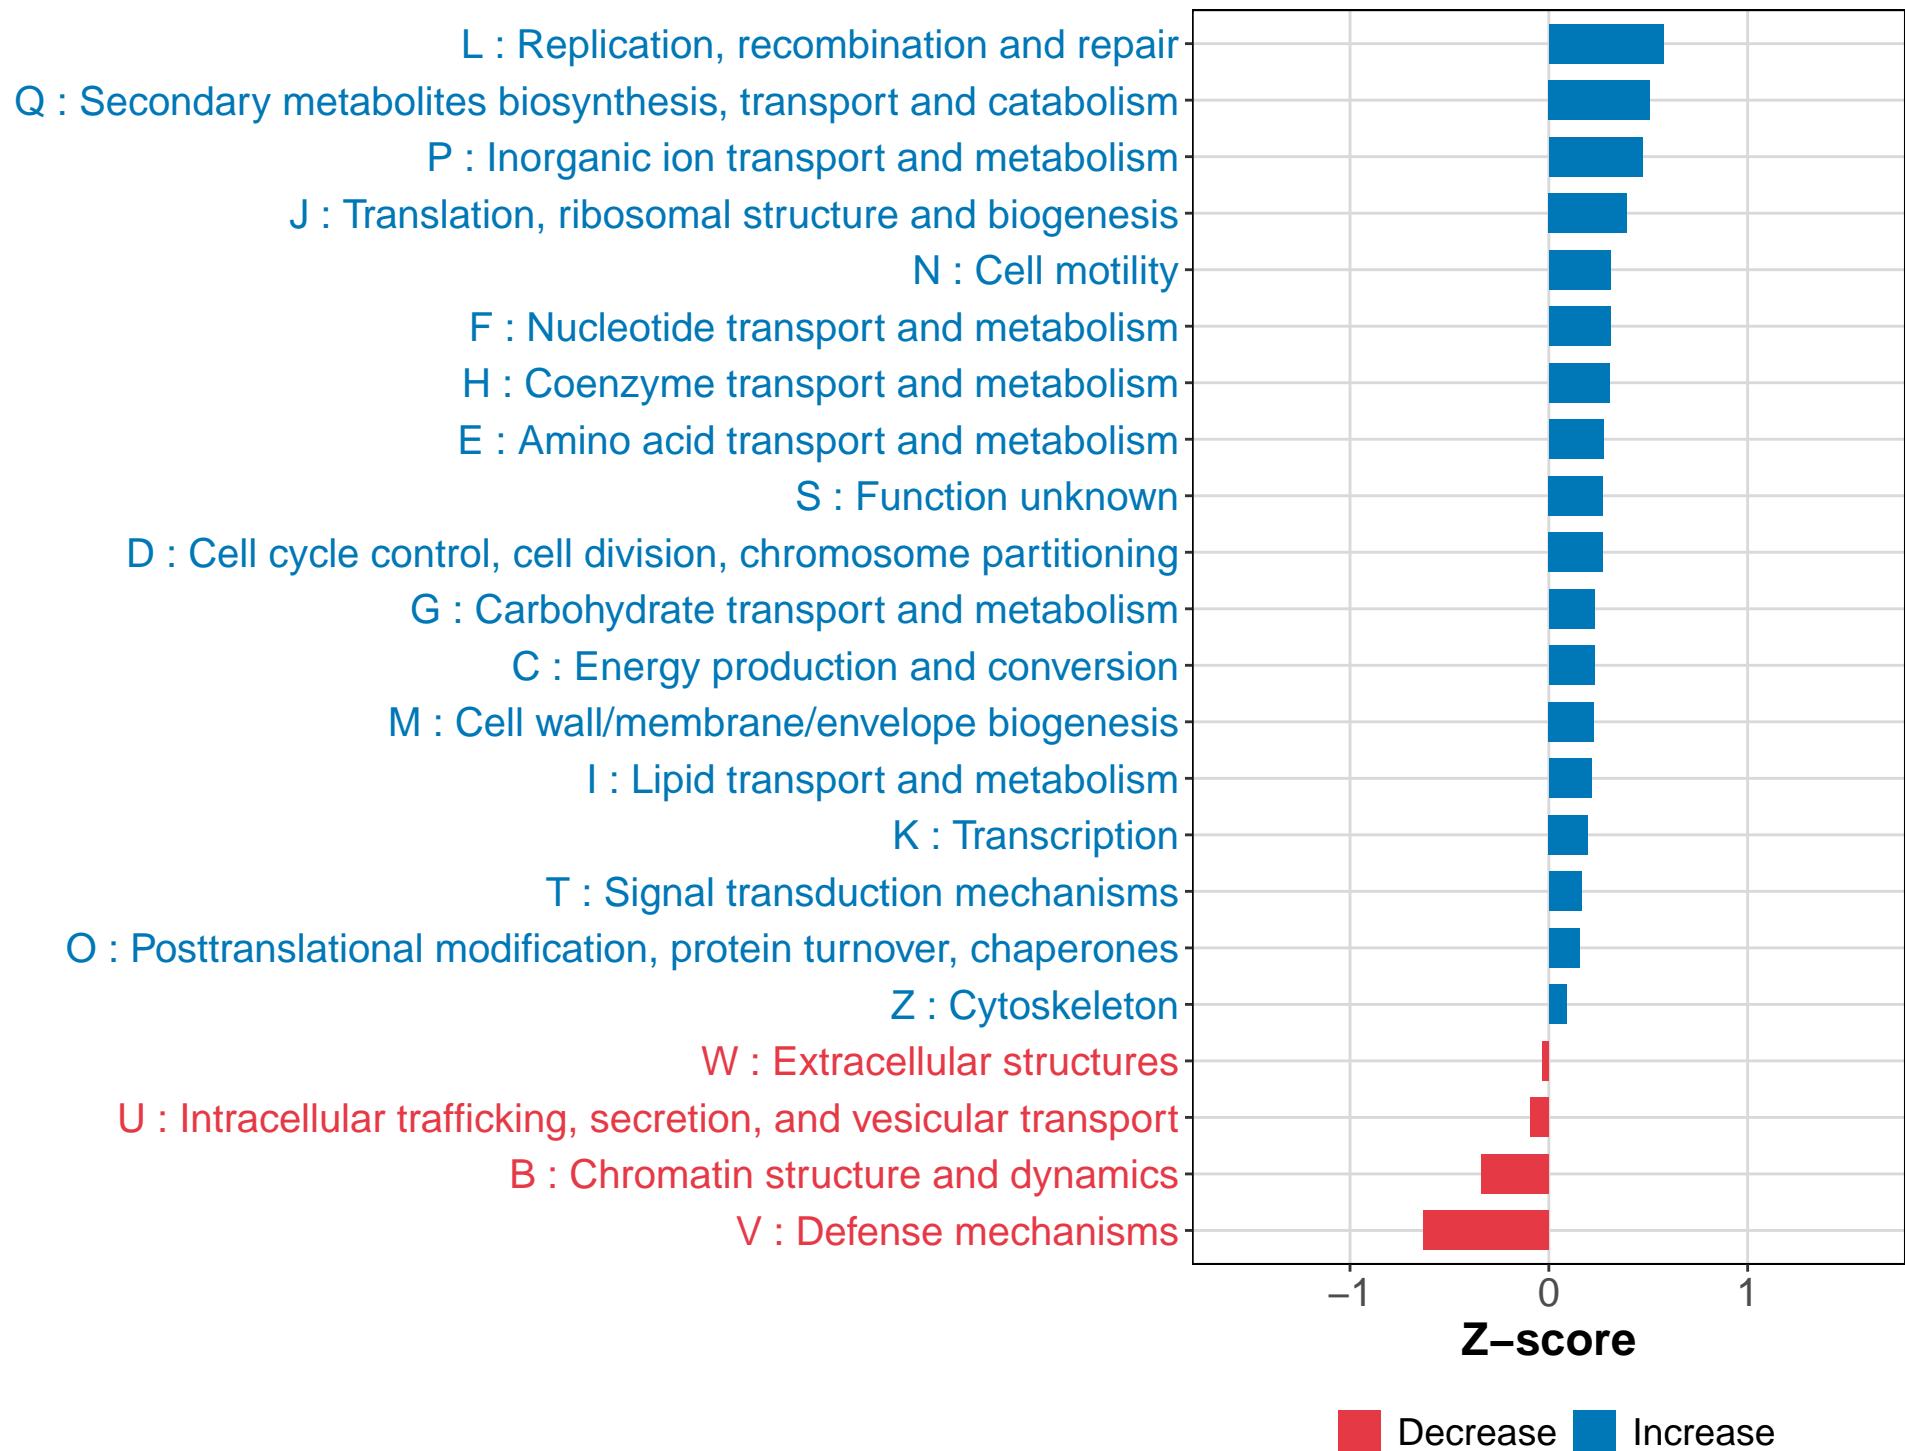 L : Replication, recombination and repair
Q : Secondary metabolites biosynthesis, transport and catabolism
P : Inorganic ion transport and metabolism
J : Translation, ribosomal structure and biogenesis
N : Cell motility
F : Nucleotide transport and metabolism
H : Coenzyme transport and metabolism
E : Amino acid transport and metabolism
S : Function unknown
D : Cell cycle control, cell division, chromosome partitioning
G : Carbohydrate transport and metabolism
C : Energy production and conversion
M : Cell wall/membrane/envelope biogenesis
I : Lipid transport and metabolism
K : Transcription
T : Signal transduction mechanisms
O : Posttranslational modification, protein turnover, chaperones
Z : Cytoskeleton
W : Extracellular structures
U : Intracellular trafficking, secretion, and vesicular transport
B : Chromatin structure and dynamics
V : Defense mechanisms
−1 0 1
Z−score
Decrease Increase